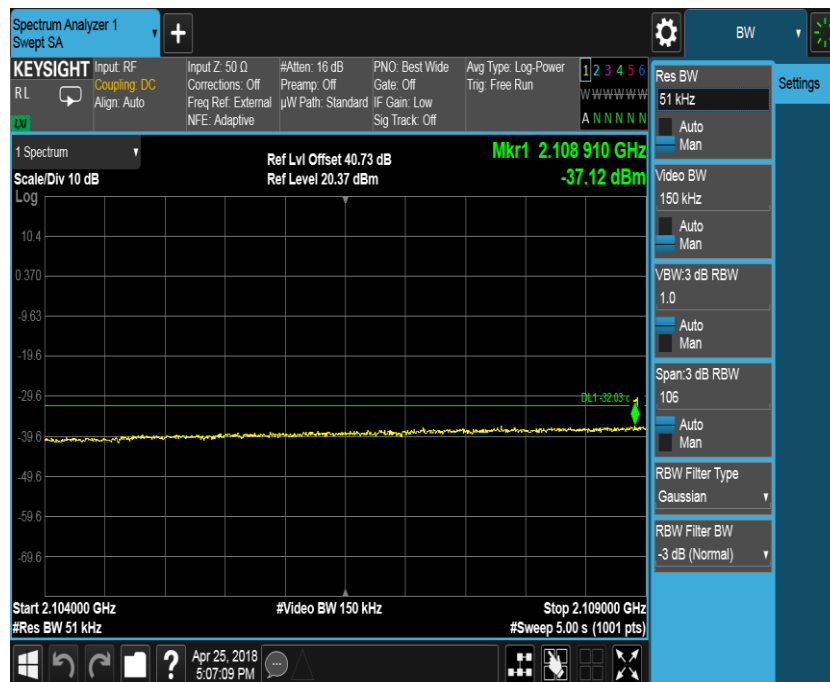 Spectrum Analyzer 1
Swept SA
+
BW
KEYSIGHT
RL
LXI
Input: RF
Coupling: DC
Align: Auto
Input Z: 50 Ω
Corrections: Off
Freq Ref: External
NFE: Adaptive
#Atten: 16 dB
Preamp: Off
µW Path: Standard
PNO: Best Wide
Gate: Off
IF Gain: Low
Sig Track: Off
Avg Type: Log-Power
Trig: Free Run
1 2 3 4 5 6
W W W W W W
A N N N N N
1 Spectrum
Scale/Div 10 dB
Ref Lvl Offset 40.73 dB
Ref Level 20.37 dBm
Mkr1 2.108 910 GHz
-37.12 dBm
Log
10.4
0.370
-9.63
-19.6
-29.6
-39.6
-49.6
-59.6
-69.6
DL1 -32.03
1
Start 2.104000 GHz
#Res BW 51 kHz
#Video BW 150 kHz
Stop 2.109000 GHz
#Sweep 5.00 s (1001 pts)
Res BW
51 kHz
Auto
Man
Video BW
150 kHz
Auto
Man
VBW:3 dB RBW
1.0
Auto
Man
Span:3 dB RBW
106
Auto
Man
RBW Filter Type
Gaussian
RBW Filter BW
-3 dB (Normal)
Settings
?
Apr 25, 2018
5:07:09 PM